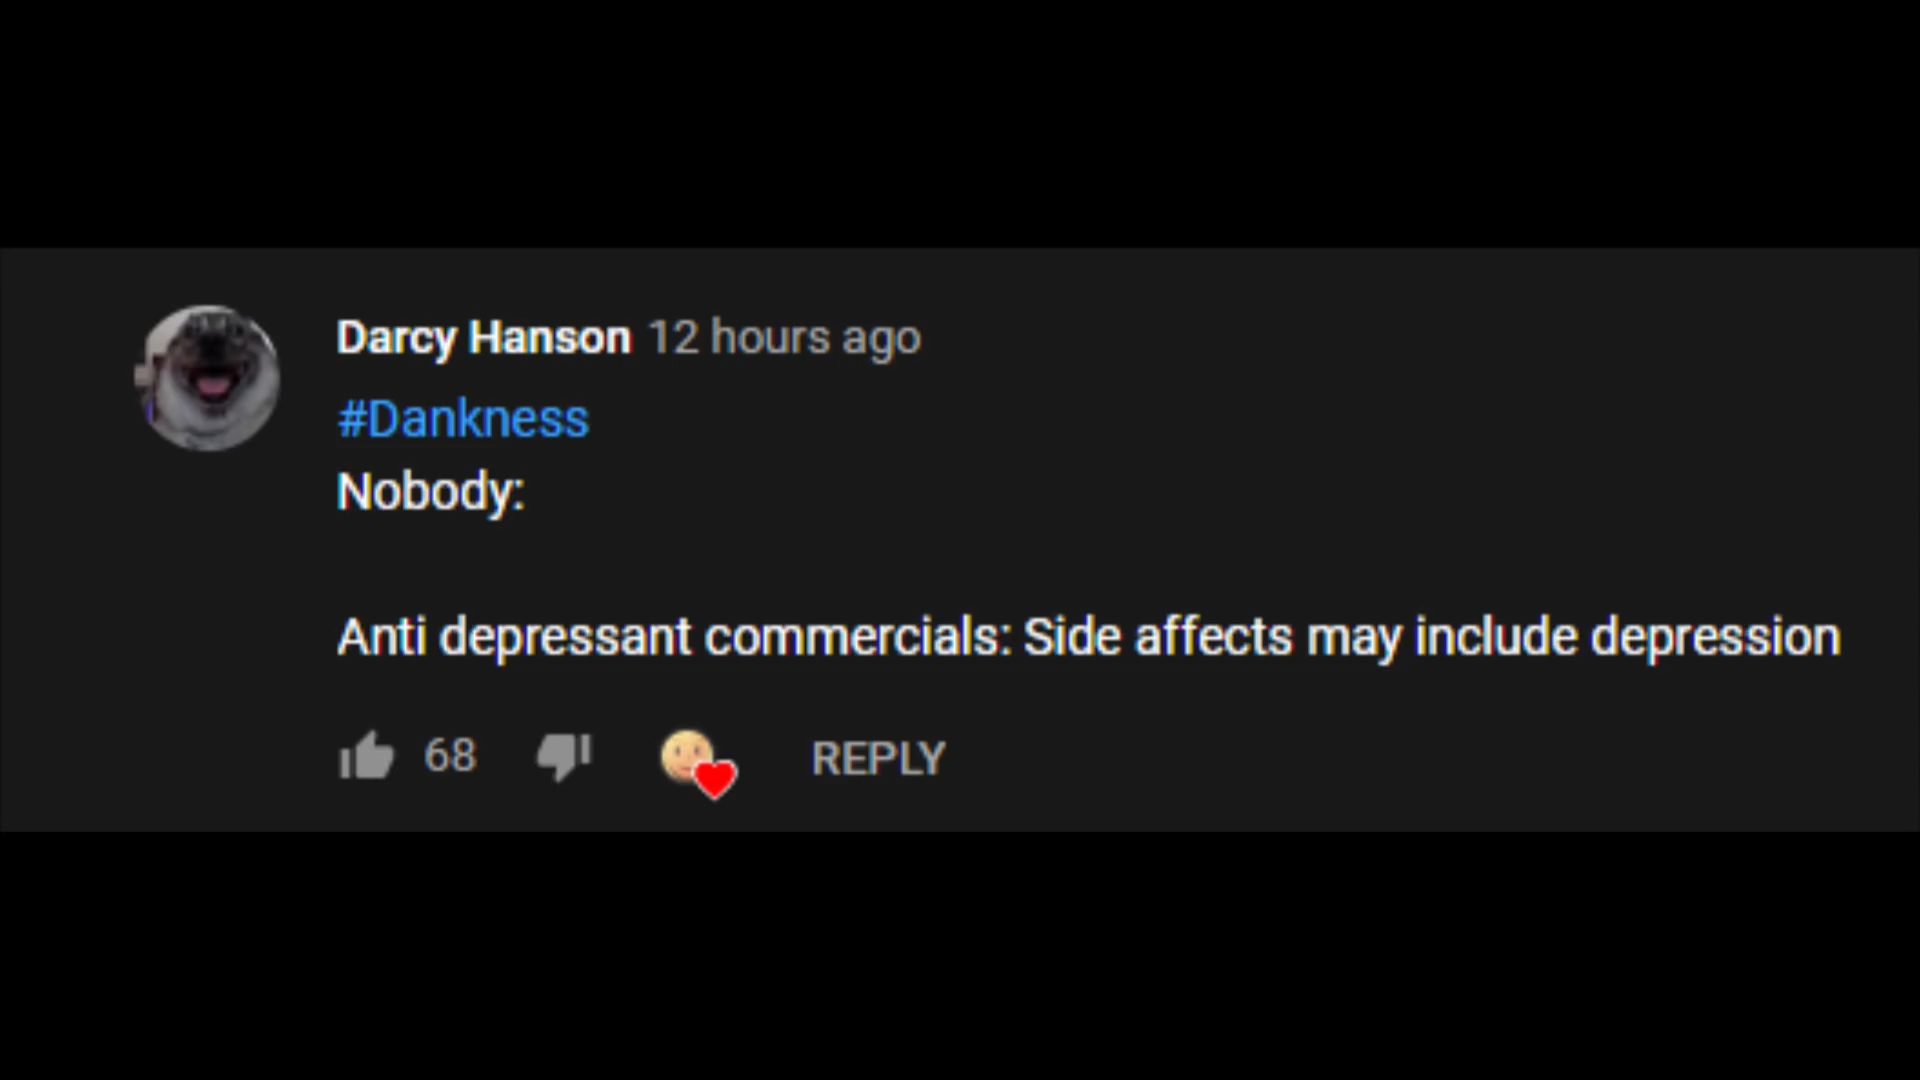 Darcy Hanson 12 hours ago
#Dankness
Nobody:
Anti depressant commercials: Side affects may include depression
68 REPLY